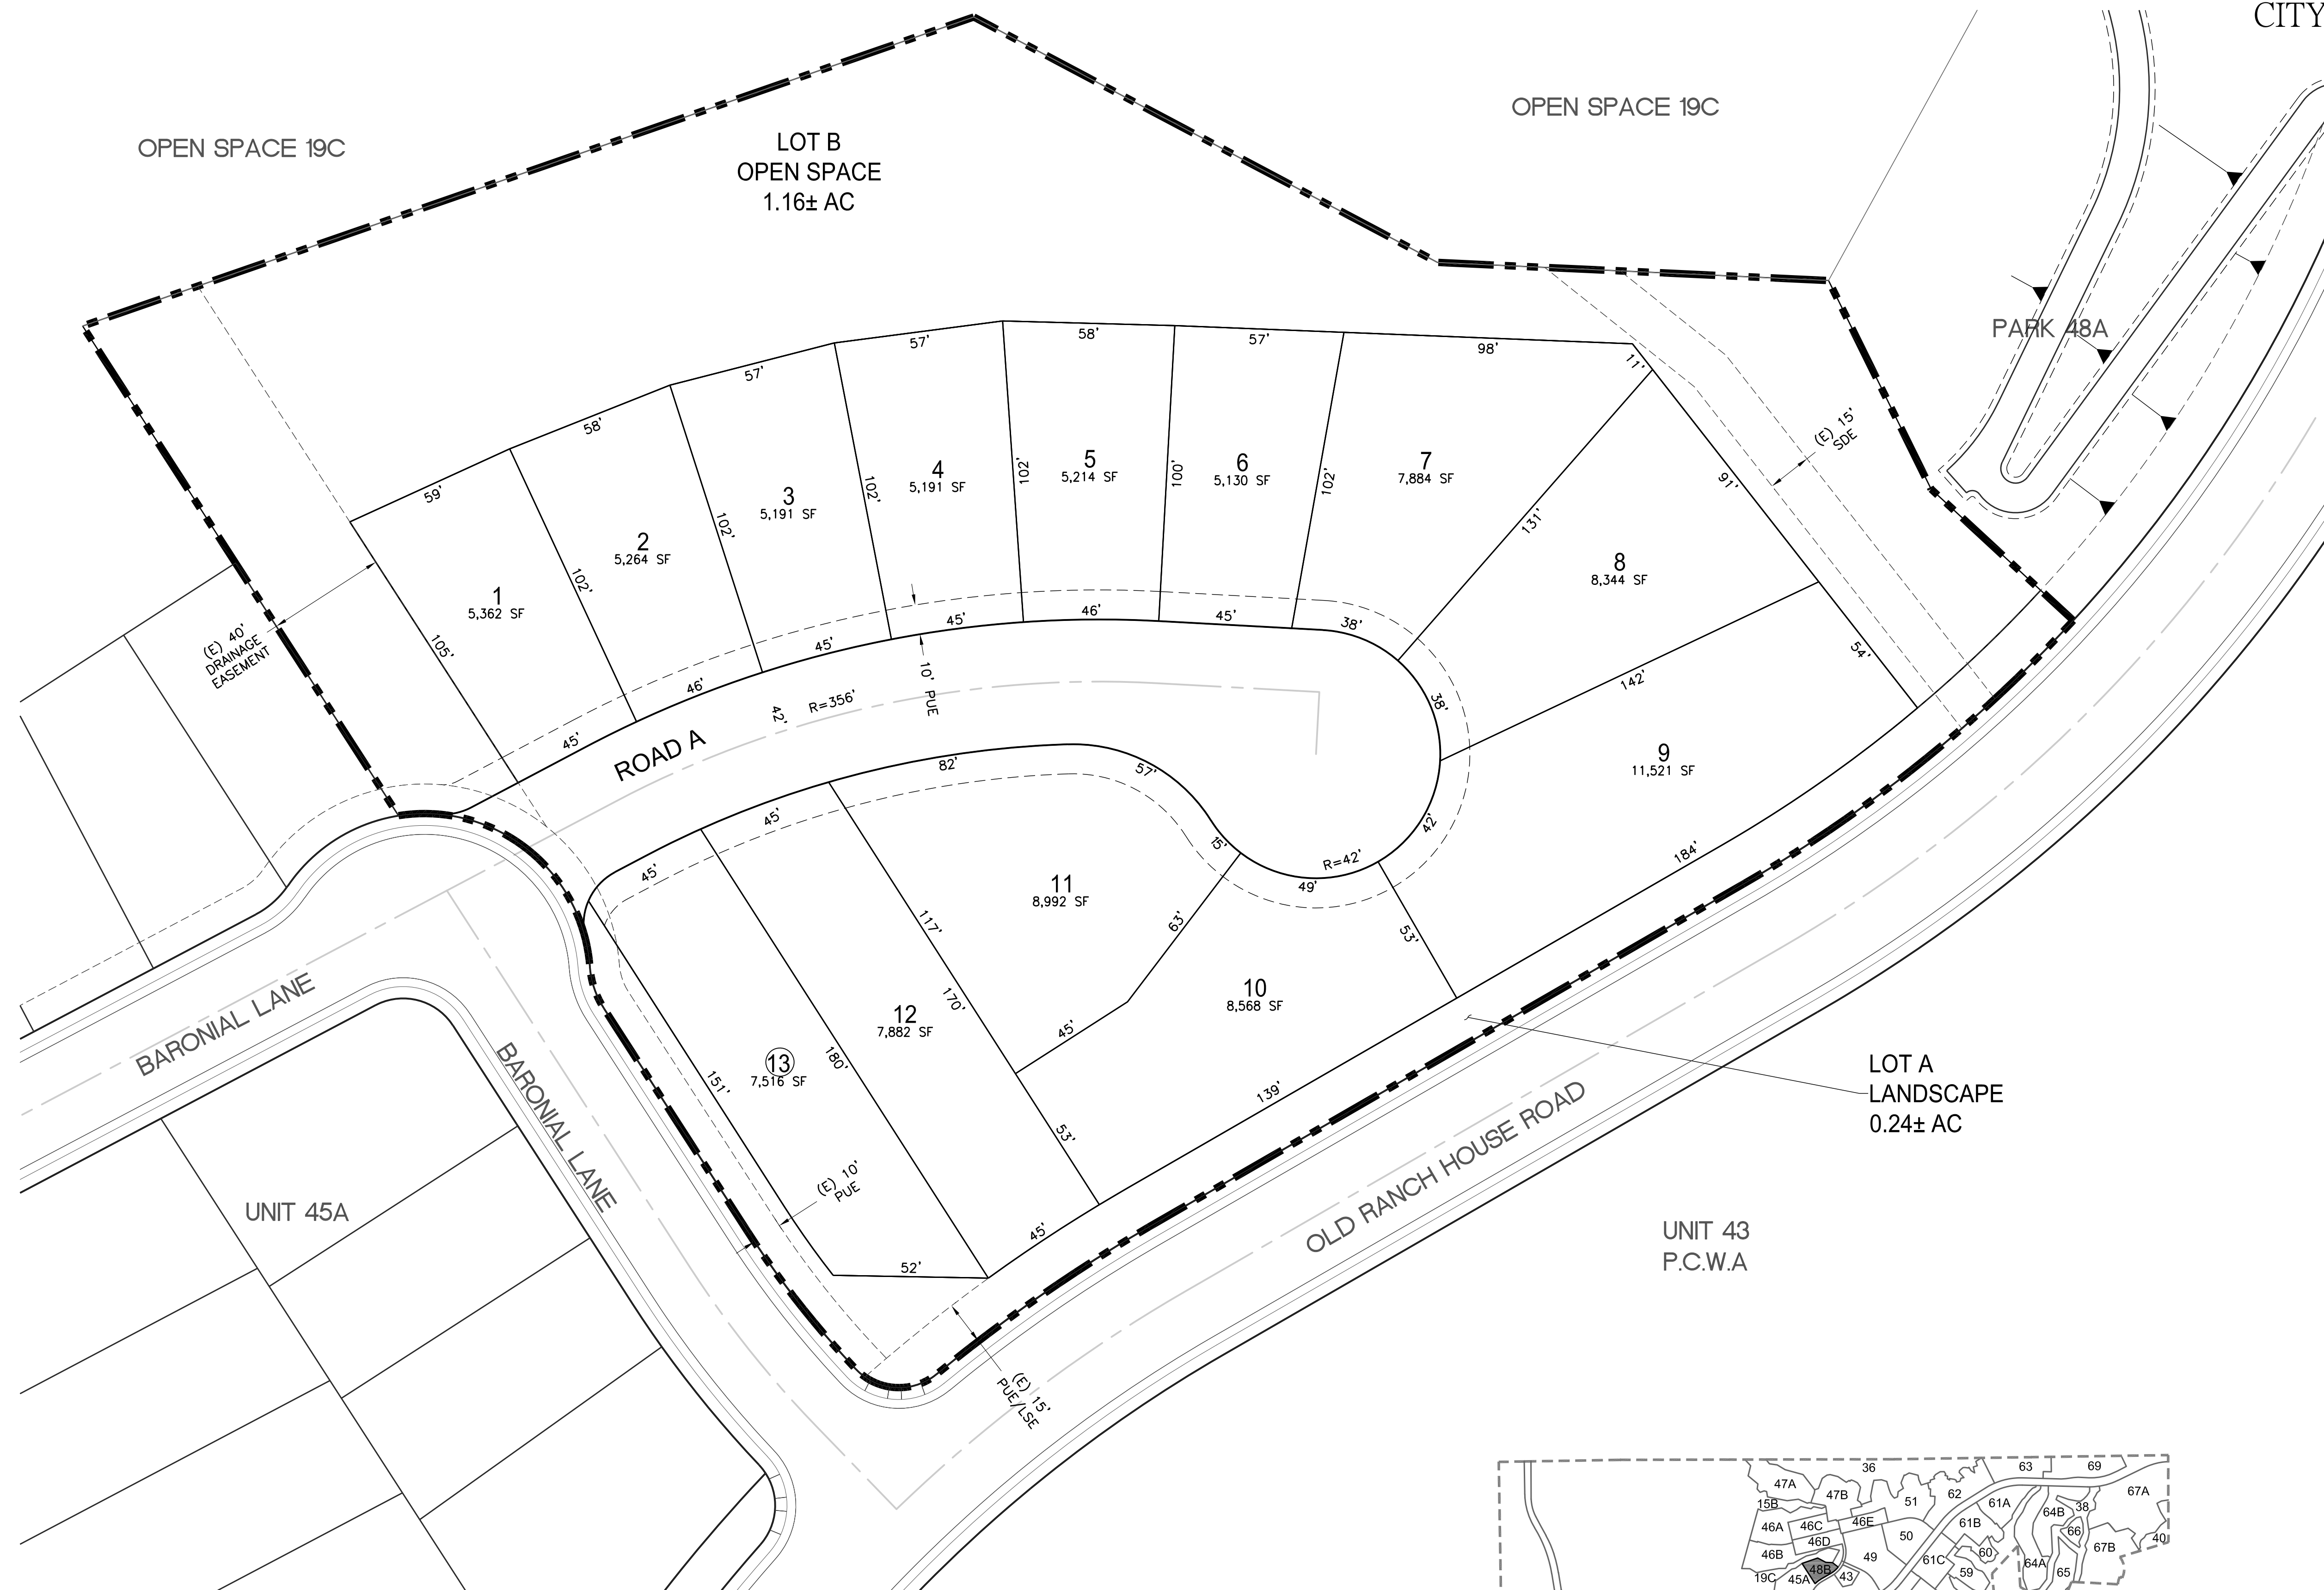 CITY
OPEN SPACE 19C
OPEN SPACE 19C
LOT B
OPEN SPACE
1.16± AC
PARK 48A
59'
58'
57'
57'
58'
57'
98'
11'
91'
54'
(E) 15'
SDE
(E) 40'
DRAINAGE
EASEMENT
105'
102'
102'
102'
102'
100'
102'
131'
142'
1
5,362 SF
2
5,264 SF
3
5,191 SF
4
5,191 SF
5
5,214 SF
6
5,130 SF
7
7,884 SF
8
8,344 SF
9
11,521 SF
45'
46'
45'
45'
46'
45'
38'
38'
42'
49'
15'
57'
82'
45'
45'
10' PUE
42'
R=356'
R=42'
ROAD A
11
8,992 SF
10
8,568 SF
12
7,882 SF
13
7,516 SF
117'
170'
63'
45'
53'
53'
184'
139'
180'
151'
45'
52'
(E) 10'
PUE
(E) 15'
PUE/LSE
BARONIAL LANE
BARONIAL LANE
OLD RANCH HOUSE ROAD
LOT A
LANDSCAPE
0.24± AC
UNIT 45A
UNIT 43
P.C.W.A
36
63
69
47A
47B
51
62
61A
67A
15B
64B
38
46A
46C
46E
61B
66
50
40
46D
46B
49
61C
60
64A
67B
19C
45A
48B
43
59
65